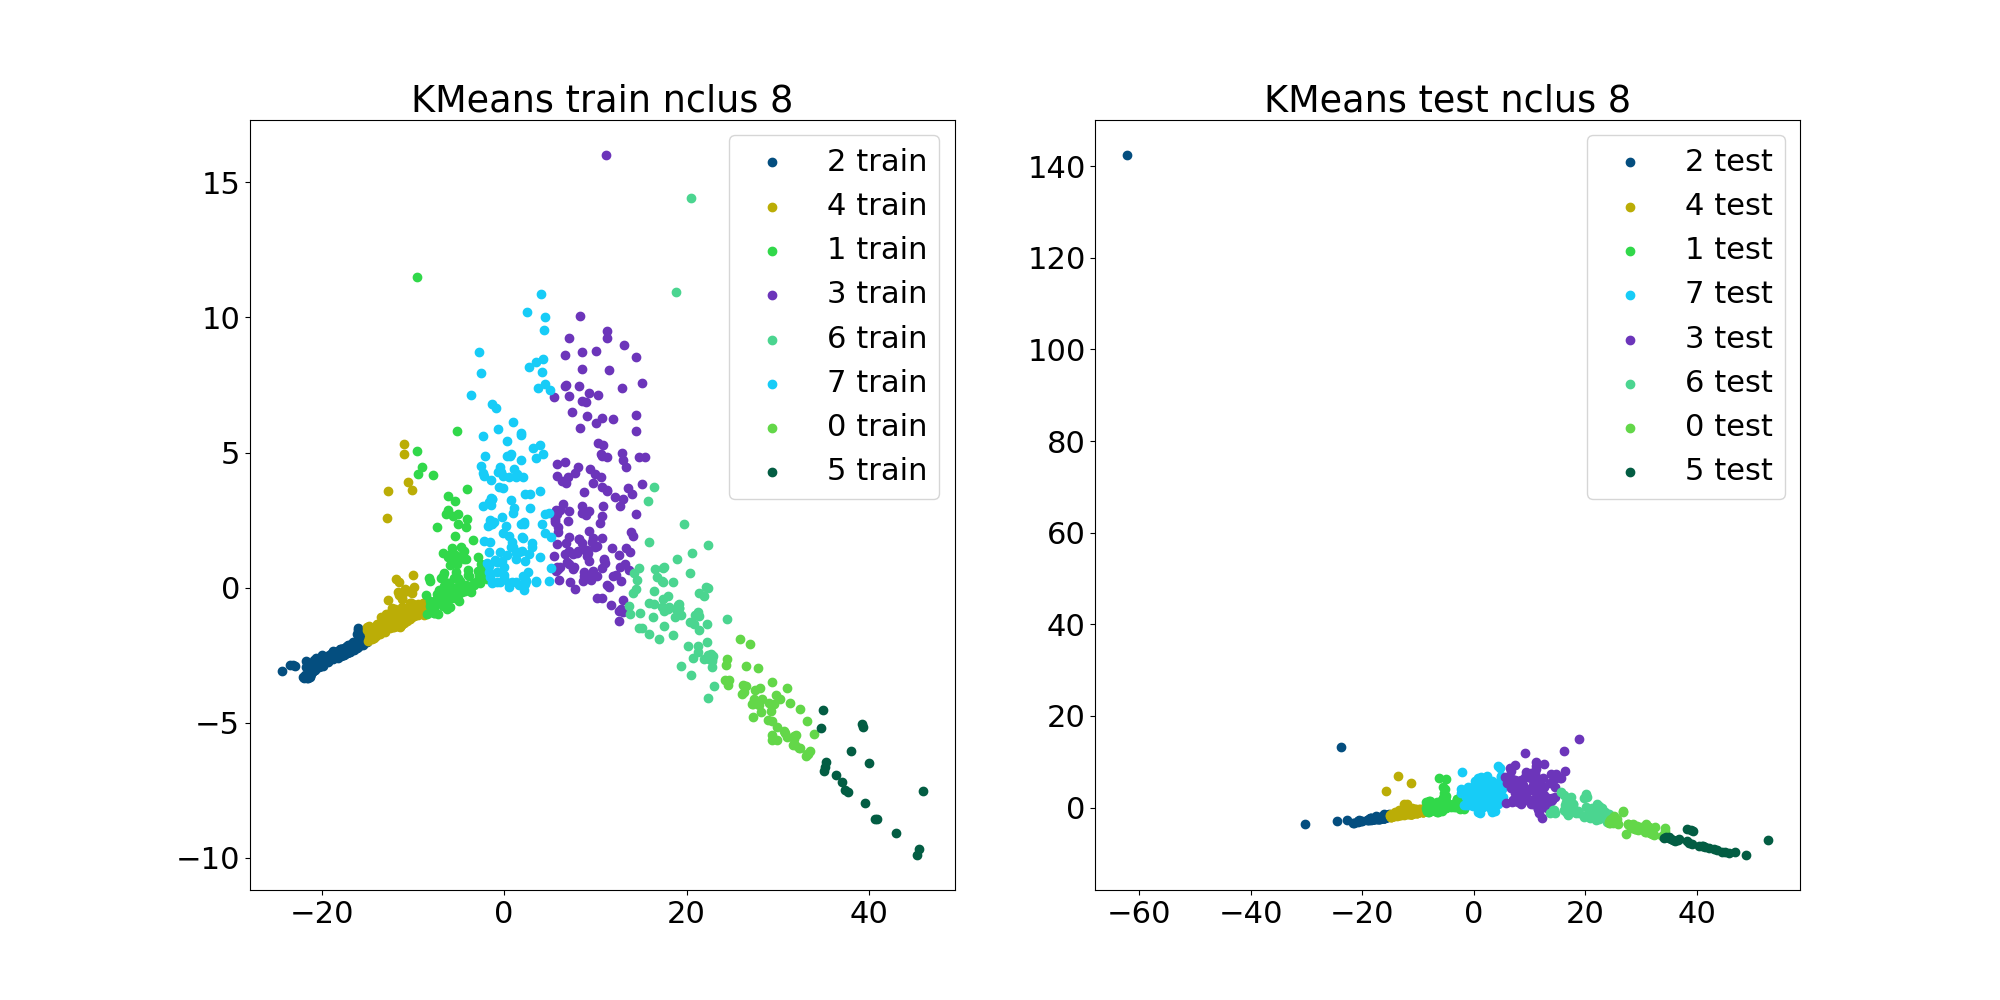 KMeans train nclus 8
15
10
5
0
−5
−10
−20
0
20
40
2 train
4 train
1 train
3 train
6 train
7 train
0 train
5 train
KMeans test nclus 8
140
120
100
80
60
40
20
0
−60
−40
−20
0
20
40
2 test
4 test
1 test
7 test
3 test
6 test
0 test
5 test